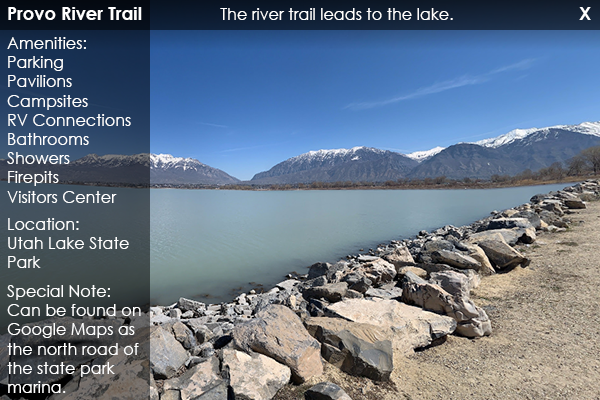 Provo River Trail
The river trail leads to the lake.
X
Amenities:
Parking
Pavilions
Campsites
RV Connections
Bathrooms
Showers
Firepits
Visitors Center
Location:
Utah Lake State
Park
Special Note:
Can be found on
Google Maps as
the north road of
the state park
marina.